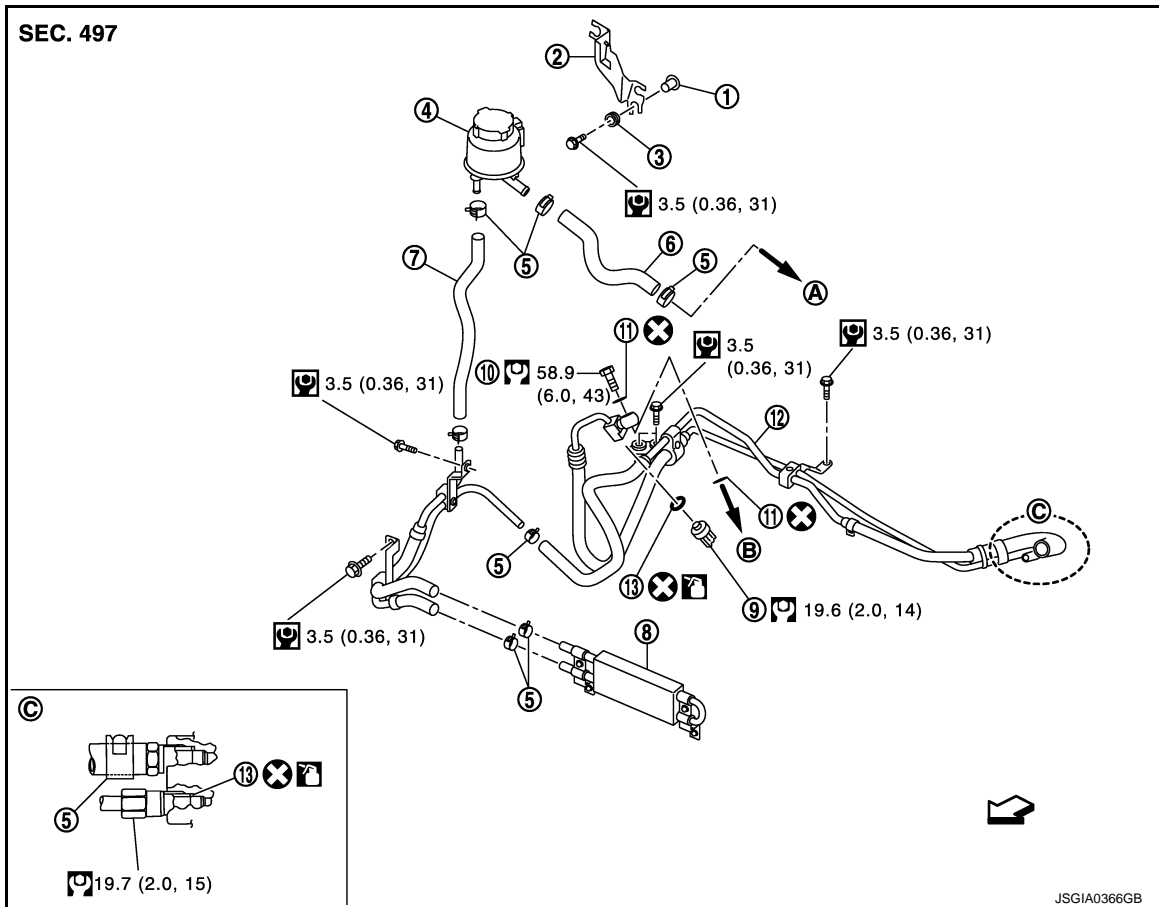 SEC. 497
②
①
④
③
3.5 (0.36, 31)
⑥
⑦
⑤
⑤
A
⑪
3.5
(0.36, 31)
3.5 (0.36, 31)
⑩ 58.9
(6.0, 43)
3.5 (0.36, 31)
⑫
C
⑪
B
⑤
⑬
⑨ 19.6 (2.0, 14)
3.5 (0.36, 31)
⑧
⑤
C
⑬
⑤
19.7 (2.0, 15)
JSGIA0366GB